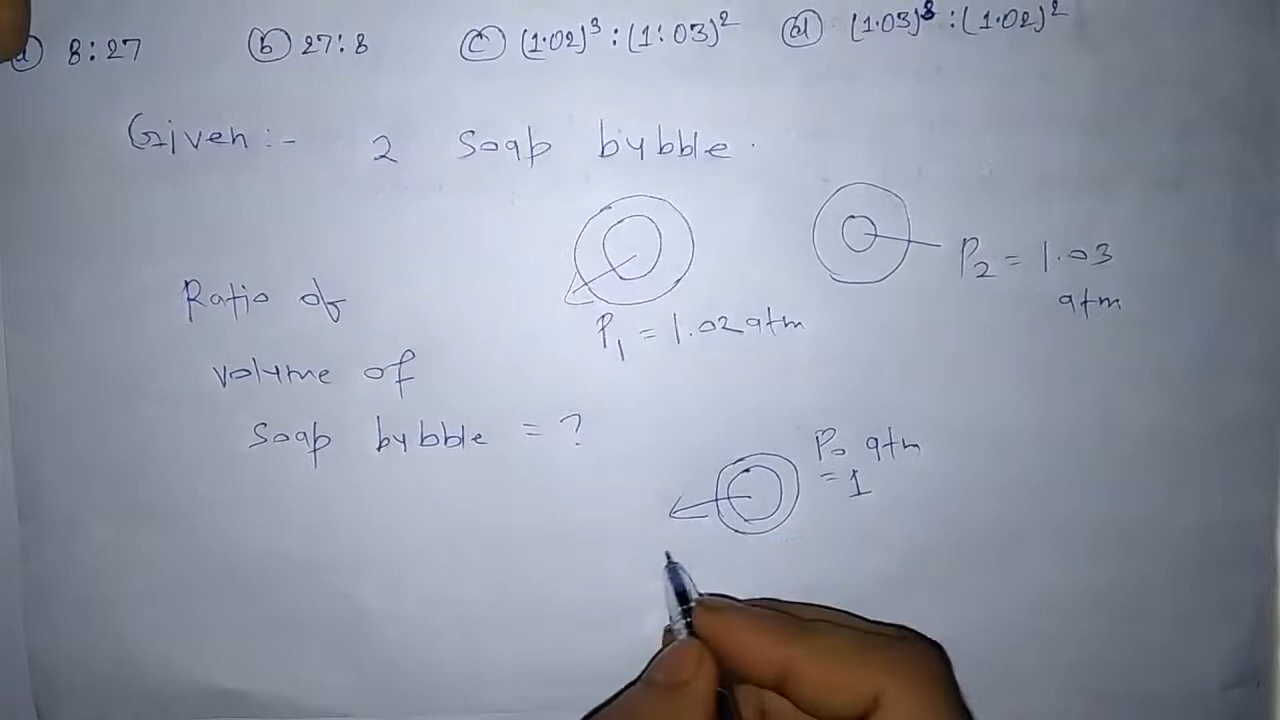 a) 8:27 (b) 27:8 (c) (1.02)³ : (1:03)² (d) (1.03)³ : (1.02)²
Given :- 2 soap bubble.
P₂ = 1.03
atm
Ratio of
P₁ = 1.02 atm
volume of
soap bubble = ?
P₀ atm
= 1